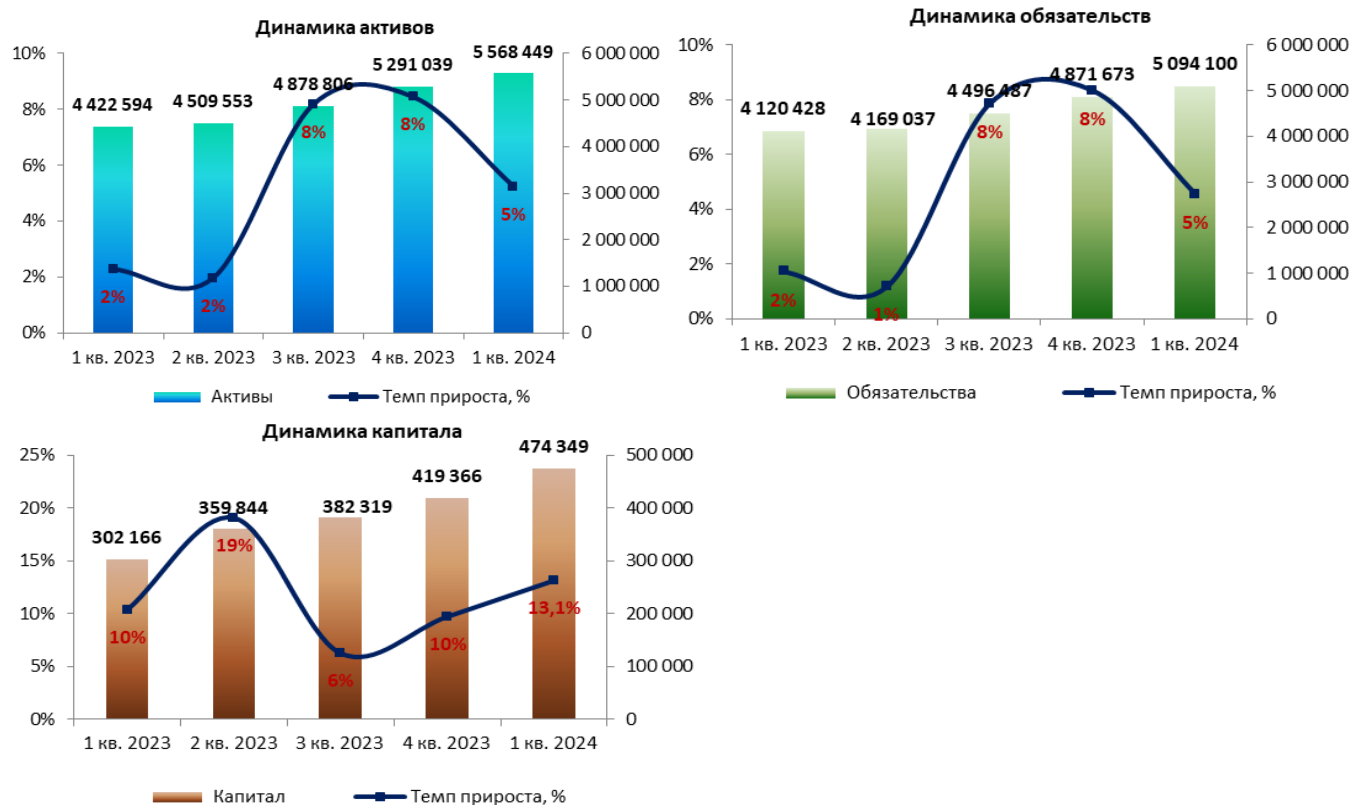 Динамика активов
10%
8%
6%
4%
2%
0%
6 000 000
5 000 000
4 000 000
3 000 000
2 000 000
1 000 000
0
4 422 594
4 509 553
4 878 806
5 291 039
5 568 449
2%
2%
8%
8%
5%
1 кв. 2023 2 кв. 2023 3 кв. 2023 4 кв. 2023 1 кв. 2024
Активы Темп прироста, %
Динамика обязательств
10%
8%
6%
4%
2%
0%
6 000 000
5 000 000
4 000 000
3 000 000
2 000 000
1 000 000
0
4 120 428
4 169 037
4 496 487
4 871 673
5 094 100
2%
1%
8%
8%
5%
1 кв. 2023 2 кв. 2023 3 кв. 2023 4 кв. 2023 1 кв. 2024
Обязательства Темп прироста, %
Динамика капитала
25%
20%
15%
10%
5%
0%
500 000
400 000
300 000
200 000
100 000
0
302 166
359 844
382 319
419 366
474 349
10%
19%
6%
10%
13,1%
1 кв. 2023 2 кв. 2023 3 кв. 2023 4 кв. 2023 1 кв. 2024
Капитал Темп прироста, %